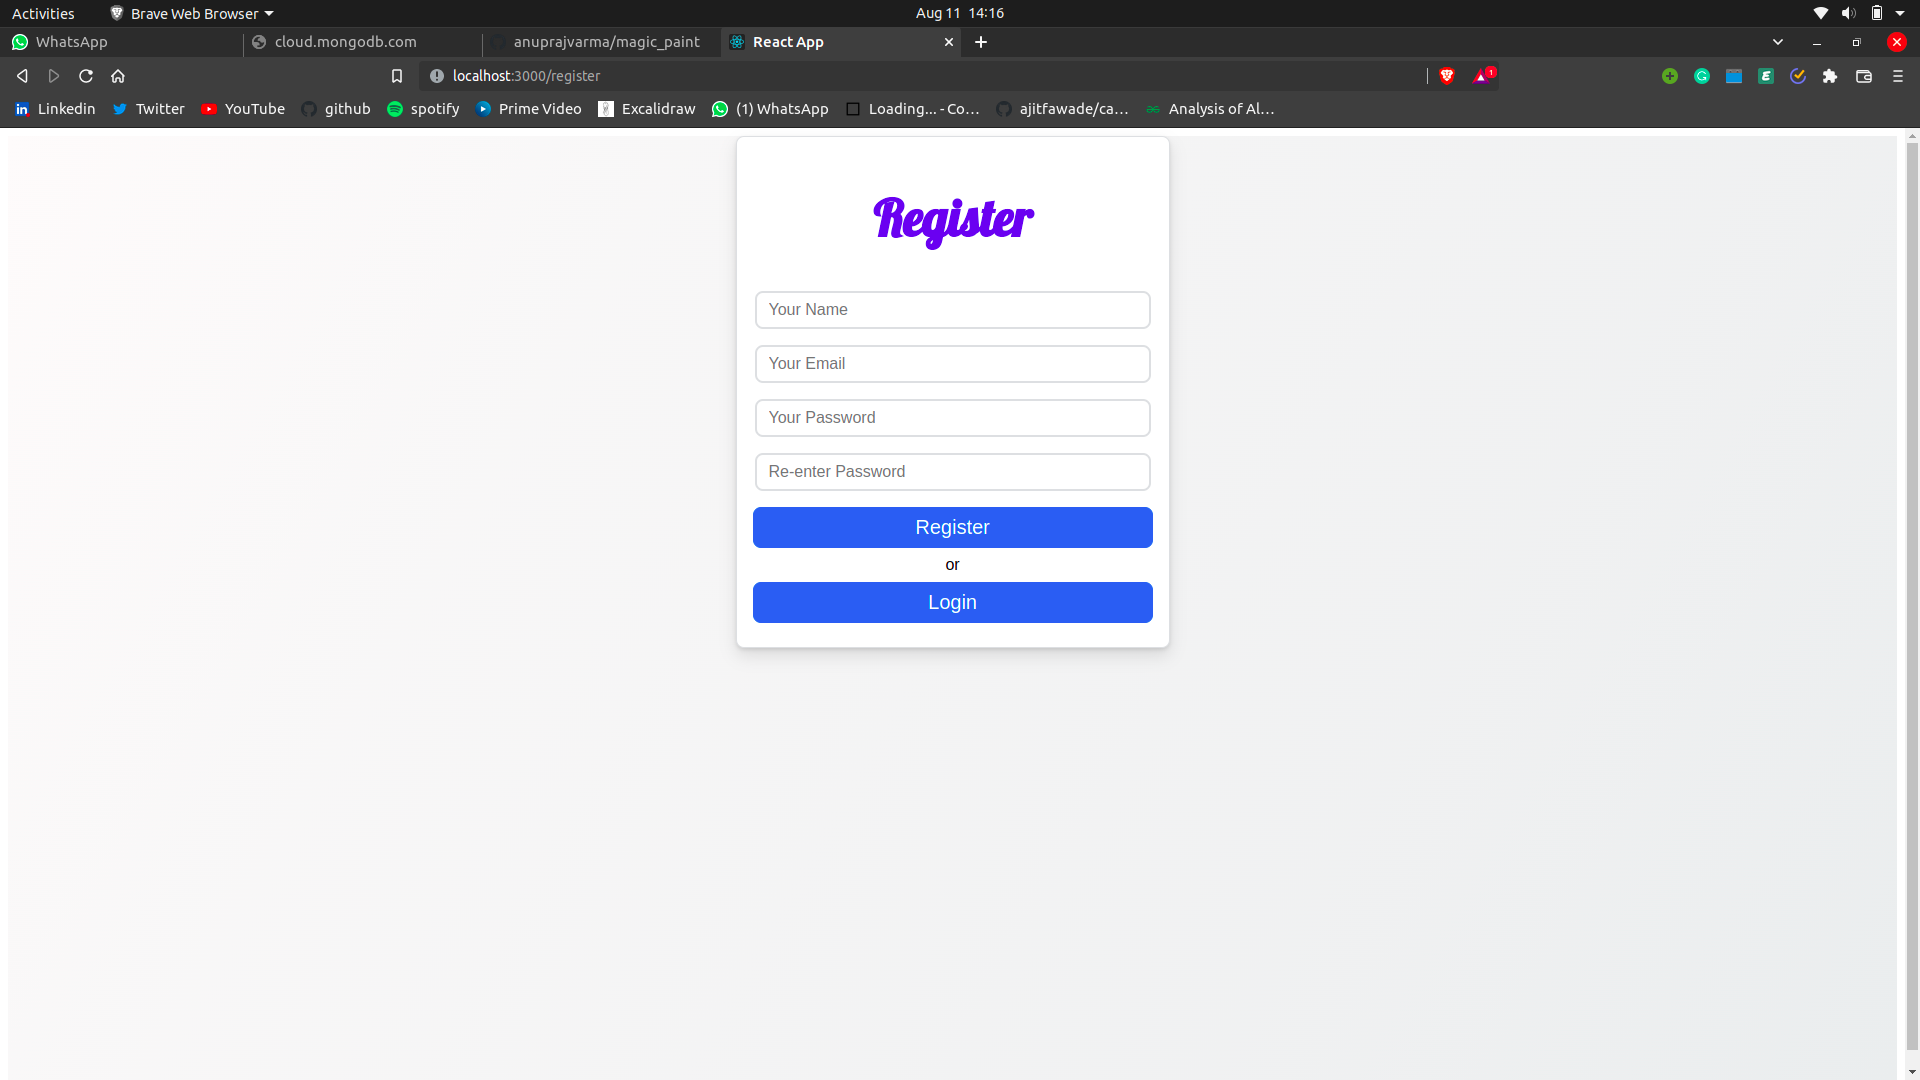 Activities
Brave Web Browser
Aug 11 14:16
WhatsApp
cloud.mongodb.com
anuprajvarma/magic_paint
React App
localhost:3000/register
1
Linkedin
Twitter
YouTube
github
spotify
Prime Video
Excalidraw
(1) WhatsApp
Loading... - Co...
ajitfawade/ca...
Analysis of Al...
Register
Your Name
Your Email
Your Password
Re-enter Password
Register
or
Login